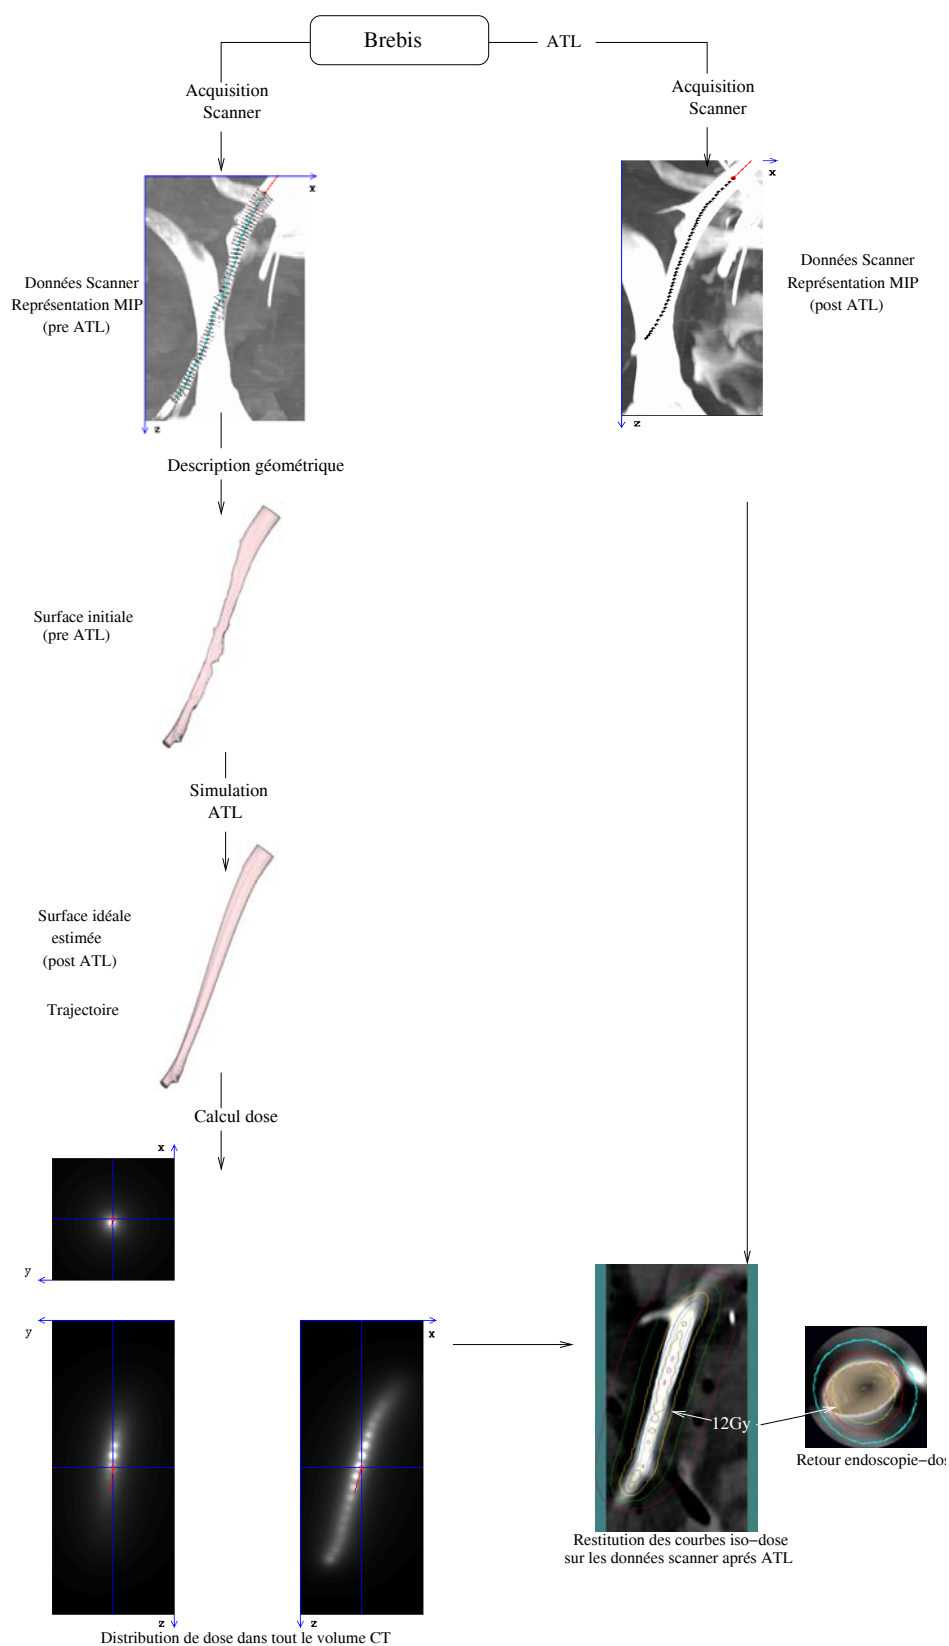 Brebis
ATL
Acquisition
Scanner
Acquisition
Scanner
x
x
Données Scanner
Représentation MIP
(pre ATL)
Données Scanner
Représentation MIP
(post ATL)
z
z
Description géométrique
Surface initiale
(pre ATL)
Simulation
ATL
Surface idéale
estimée
(post ATL)
Trajectoire
Calcul dose
x
y
y
x
12Gy
Retour endoscopie−dos
Restitution des courbes iso−dose
sur les données scanner aprés ATL
z
z
Distribution de dose dans tout le volume CT